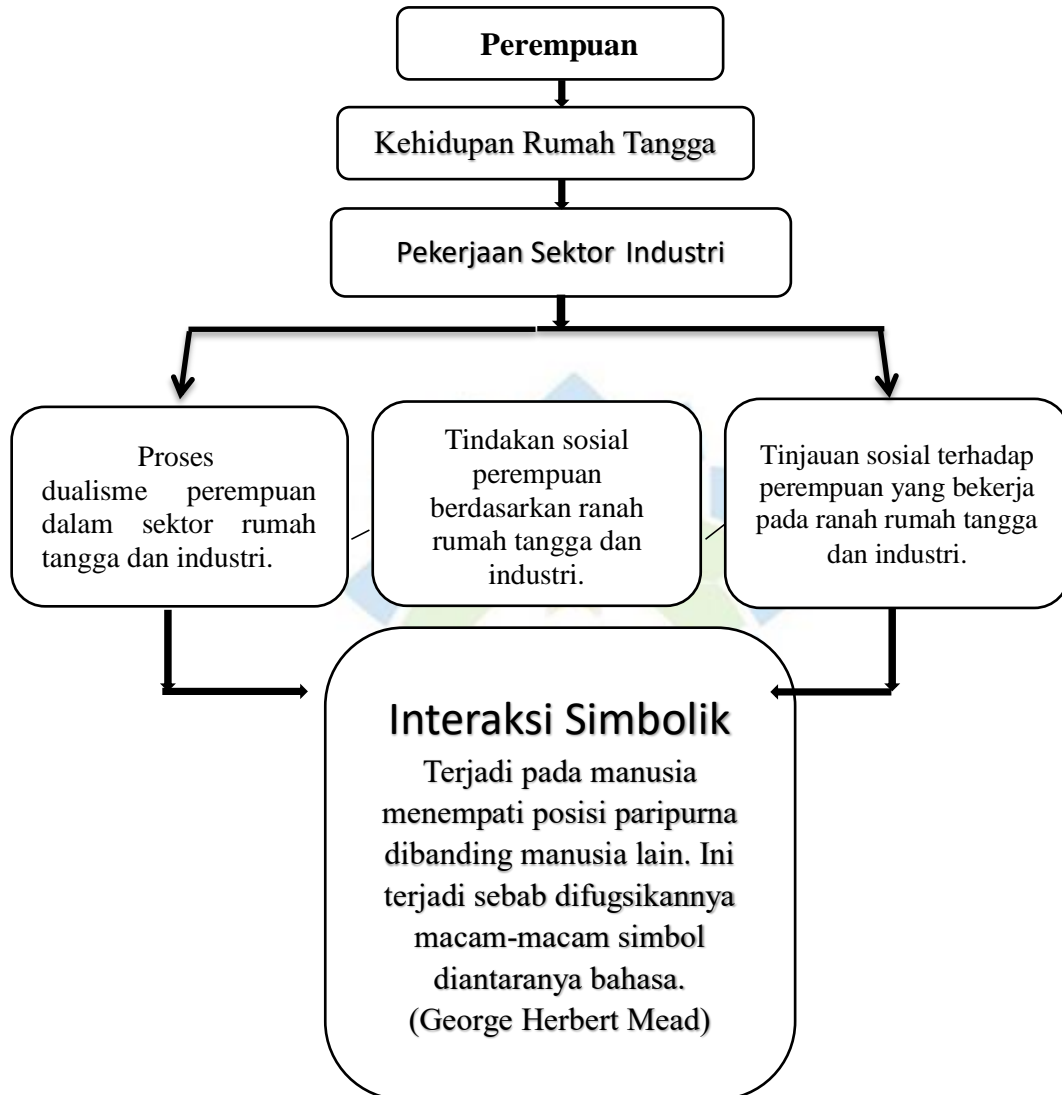 Perempuan
Kehidupan Rumah Tangga
Pekerjaan Sektor Industri
Proses
dualisme perempuan
dalam sektor rumah
tangga dan industri.
Tindakan sosial
perempuan
berdasarkan ranah
rumah tangga dan
industri.
Tinjauan sosial terhadap
perempuan yang bekerja
pada ranah rumah tangga
dan industri.
Interaksi Simbolik
Terjadi pada manusia
menempati posisi paripurna
dibanding manusia lain. Ini
terjadi sebab difugsikannya
macam-macam simbol
diantaranya bahasa.
(George Herbert Mead)